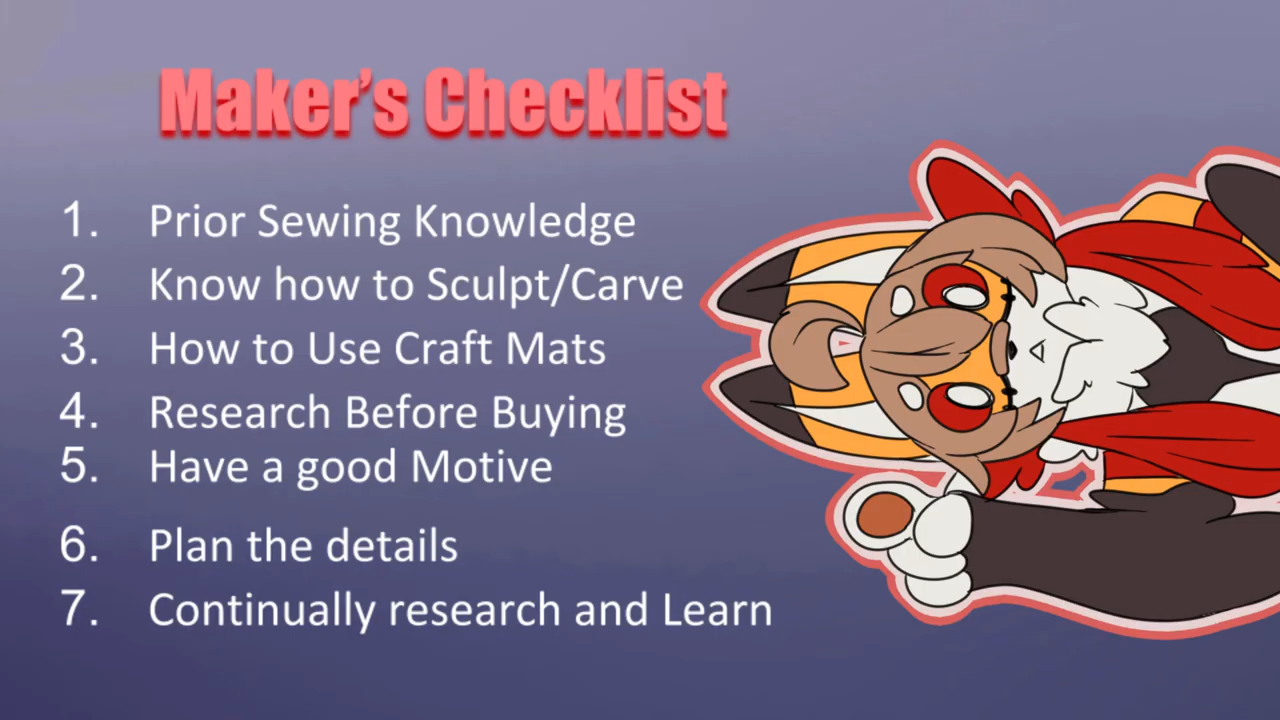 Maker's Checklist
1. Prior Sewing Knowledge
2. Know how to Sculpt/Carve
3. How to Use Craft Mats
4. Research Before Buying
5. Have a good Motive
6. Plan the details
7. Continually research and Learn